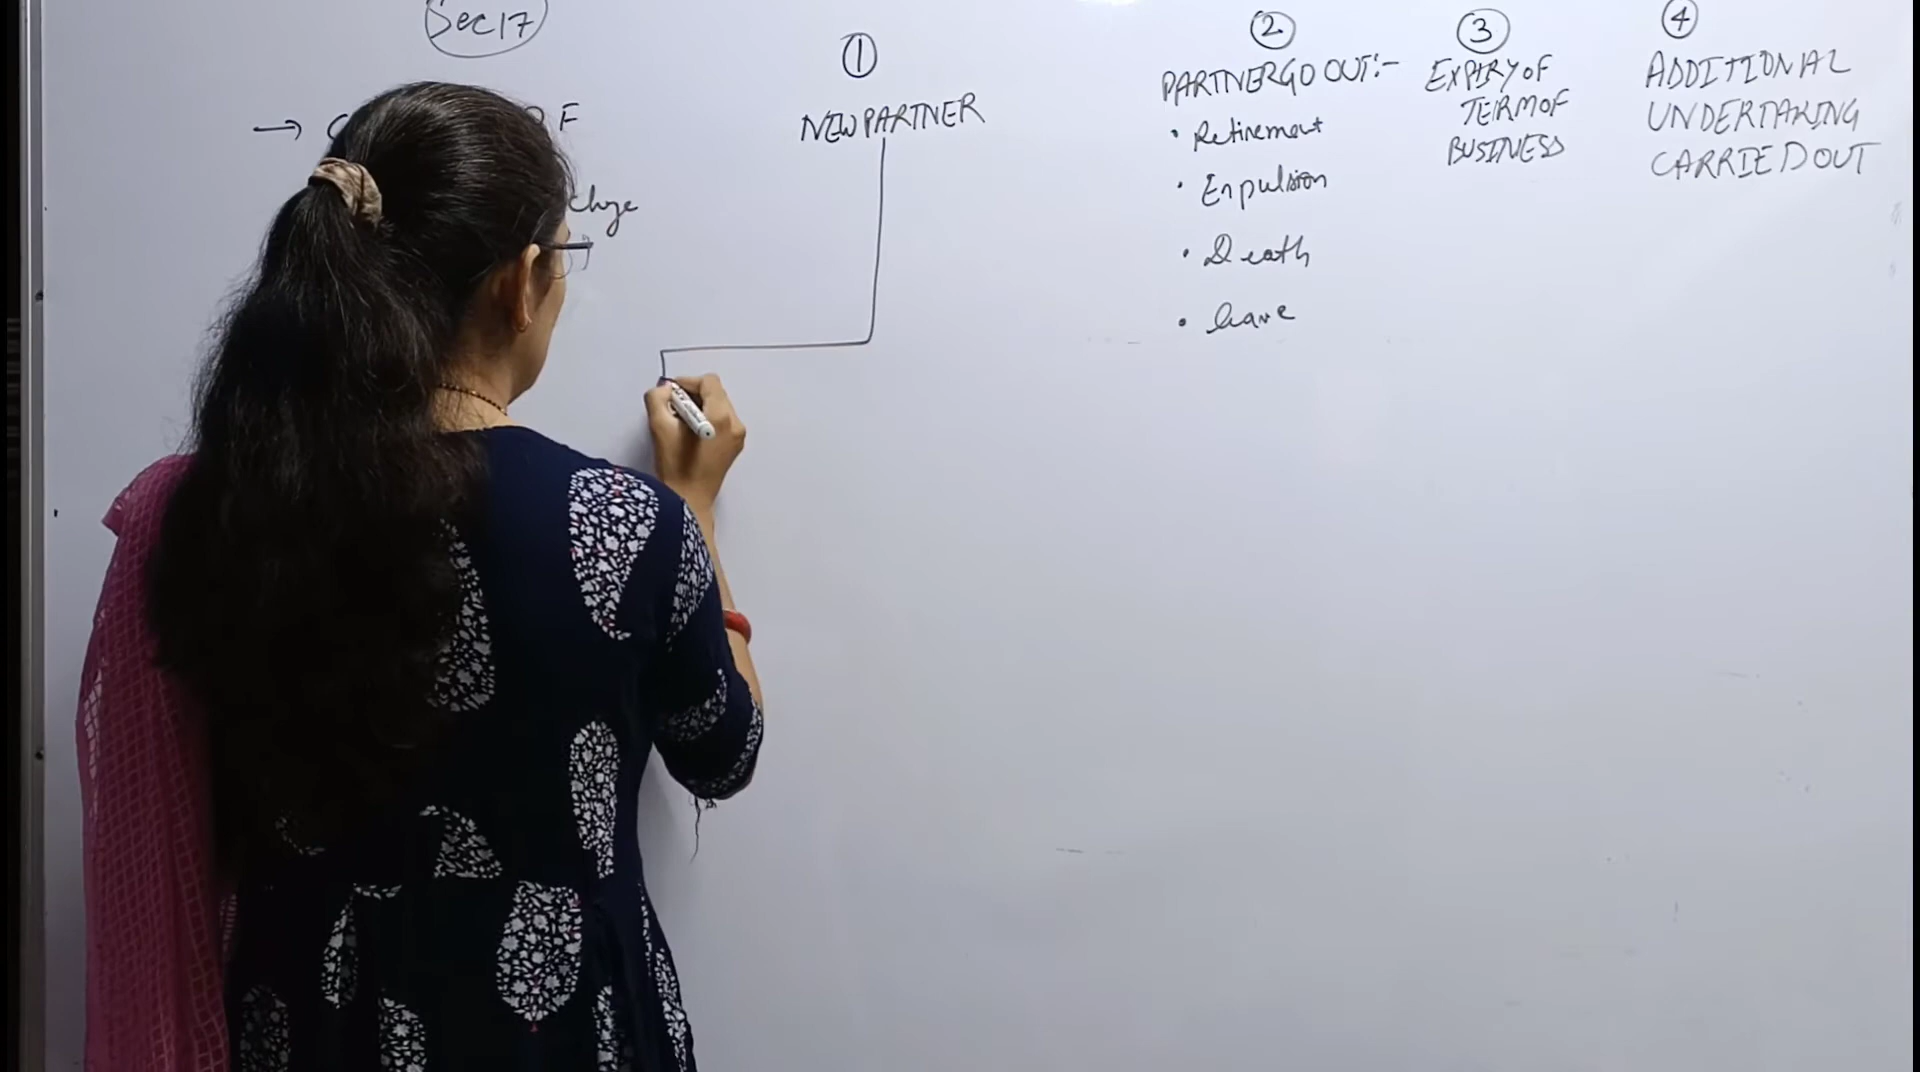 Sec 17
→ C F
chnge
①
NEW PARTNER
②
PARTNER GO OUT :-
• Retirement
• Expulsion
• Death
• leave
③
EXPIRY OF
TERM OF
BUSINESS
④
ADDITIONAL
UNDERTAKING
CARRIED OUT